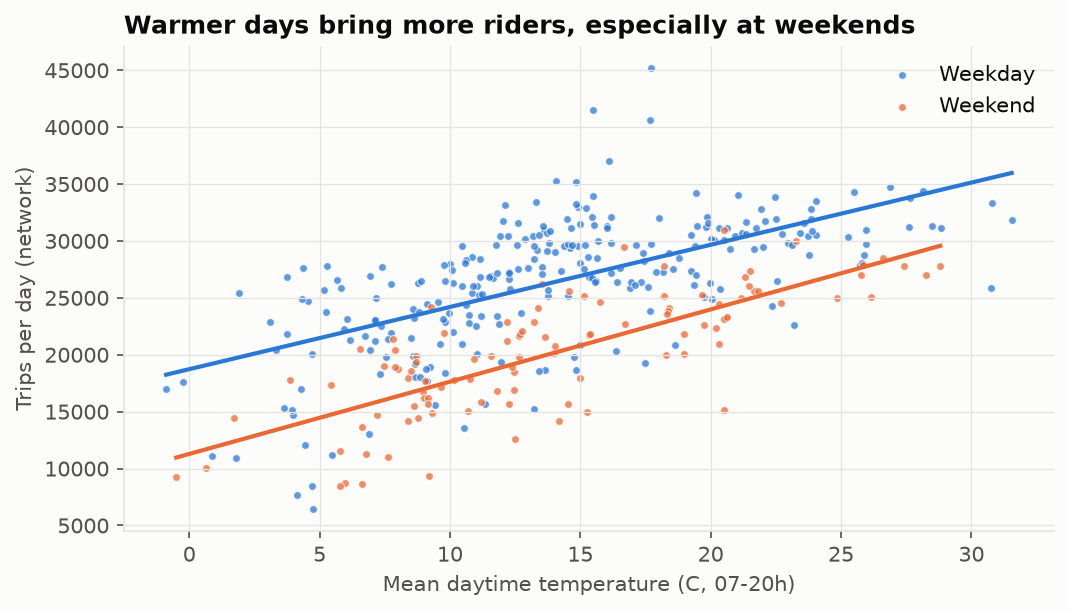 Warmer days bring more riders, especially at weekends
Weekday
Weekend
Trips per day (network)
45000
40000
35000
30000
25000
20000
15000
10000
5000
0 5 10 15 20 25 30
Mean daytime temperature (C, 07-20h)